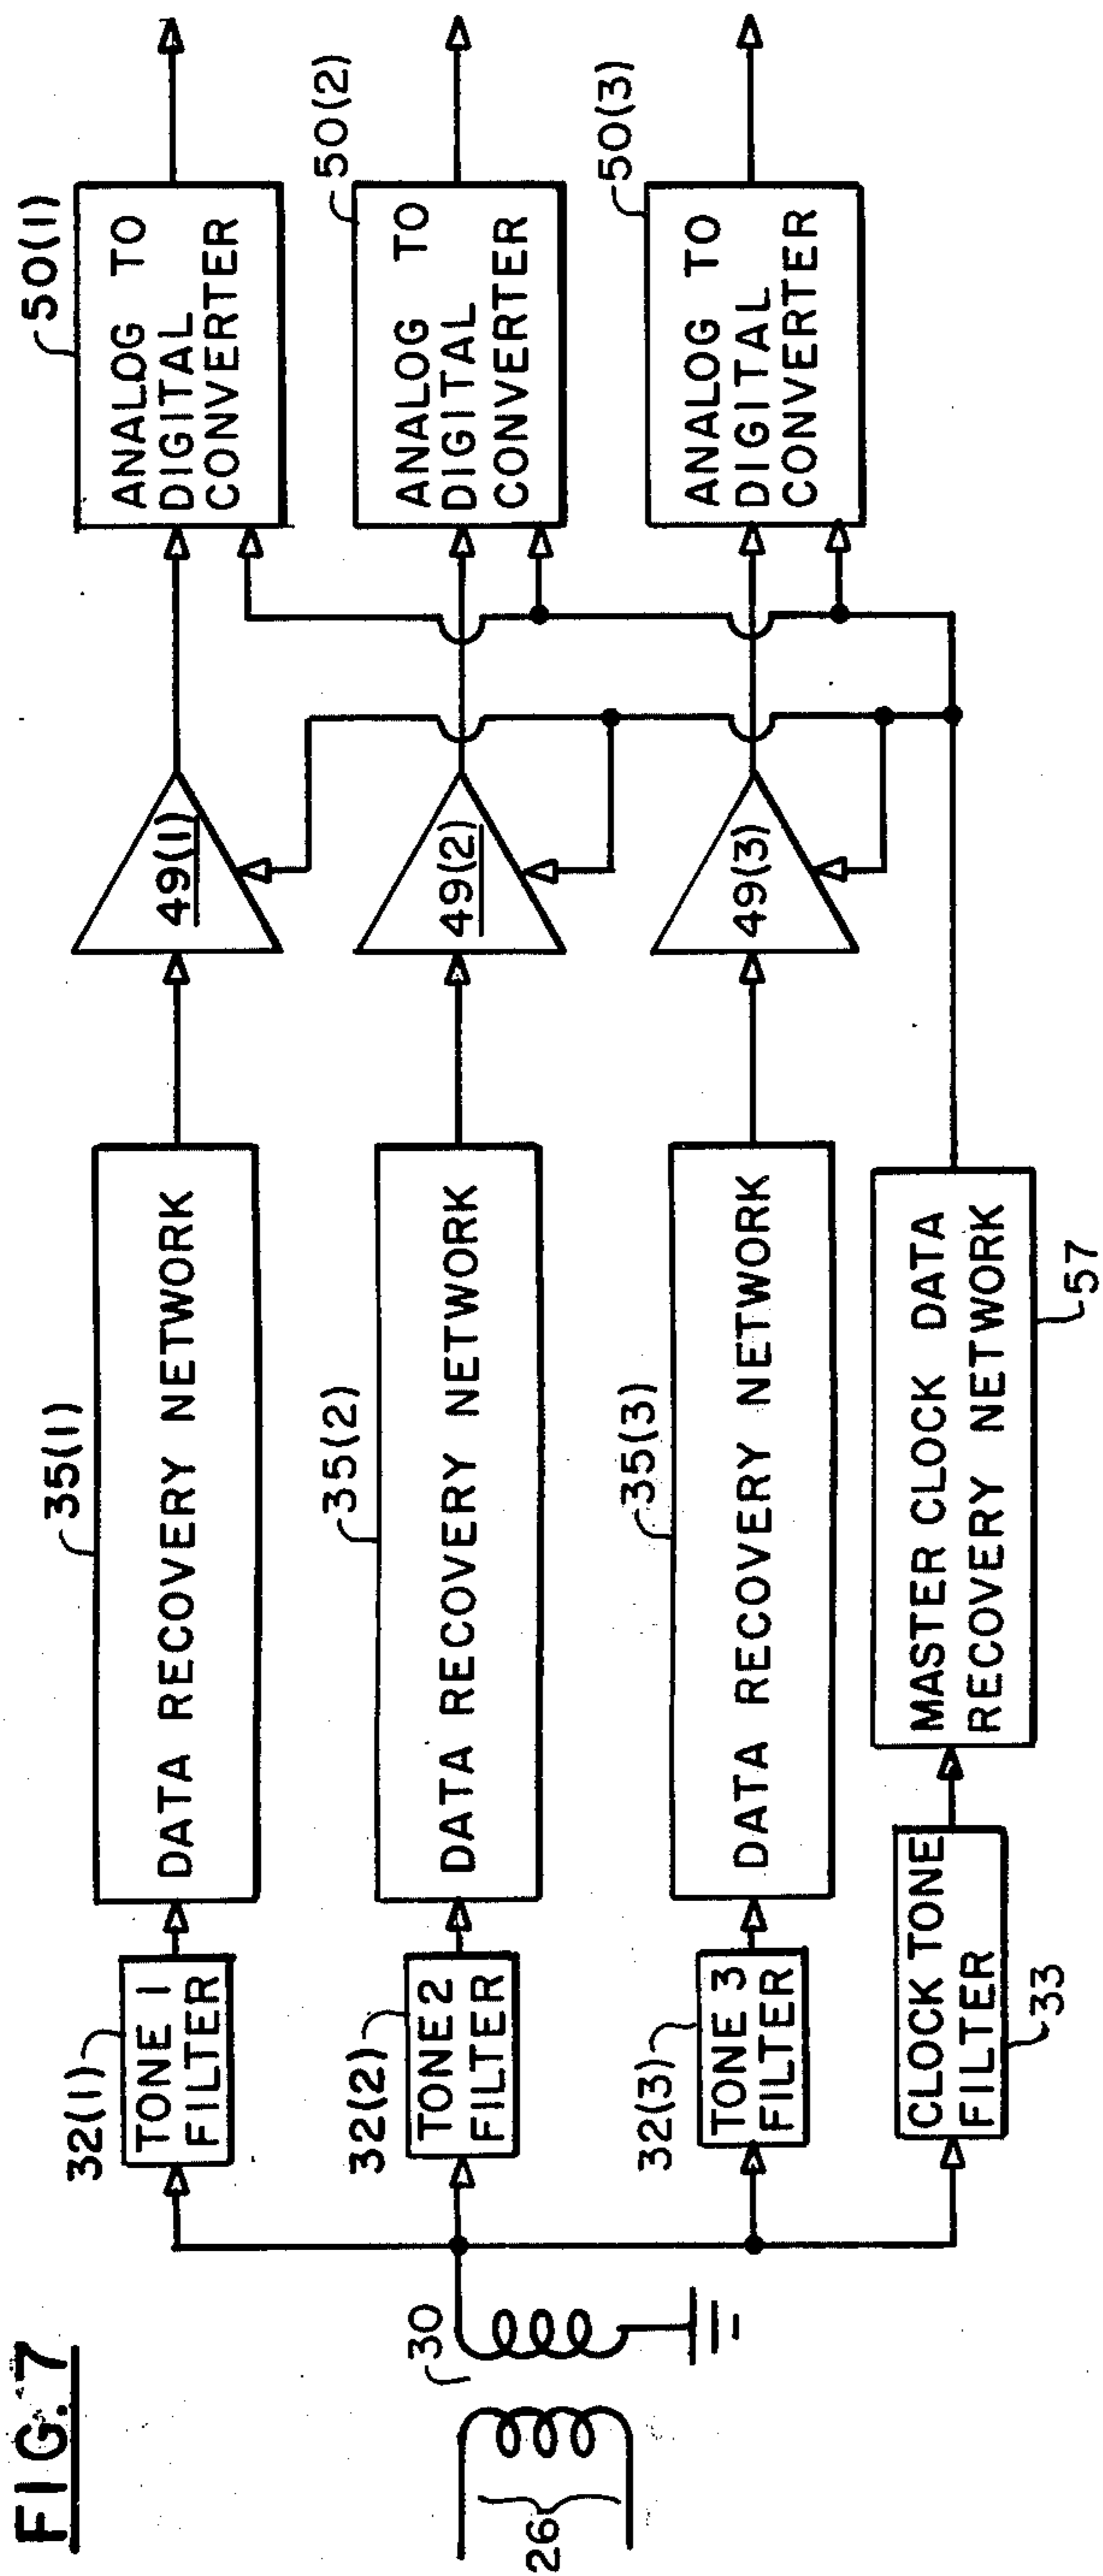 FIG. 7
26
30
32(1)
TONE 1
FILTER
35(1)
DATA RECOVERY NETWORK
49(1)
50(1)
ANALOG TO
DIGITAL
CONVERTER
32(2)
TONE 2
FILTER
35(2)
DATA RECOVERY NETWORK
49(2)
50(2)
ANALOG TO
DIGITAL
CONVERTER
32(3)
TONE 3
FILTER
35(3)
DATA RECOVERY NETWORK
49(3)
50(3)
ANALOG TO
DIGITAL
CONVERTER
CLOCK TONE
FILTER
33
MASTER CLOCK DATA
RECOVERY NETWORK
57